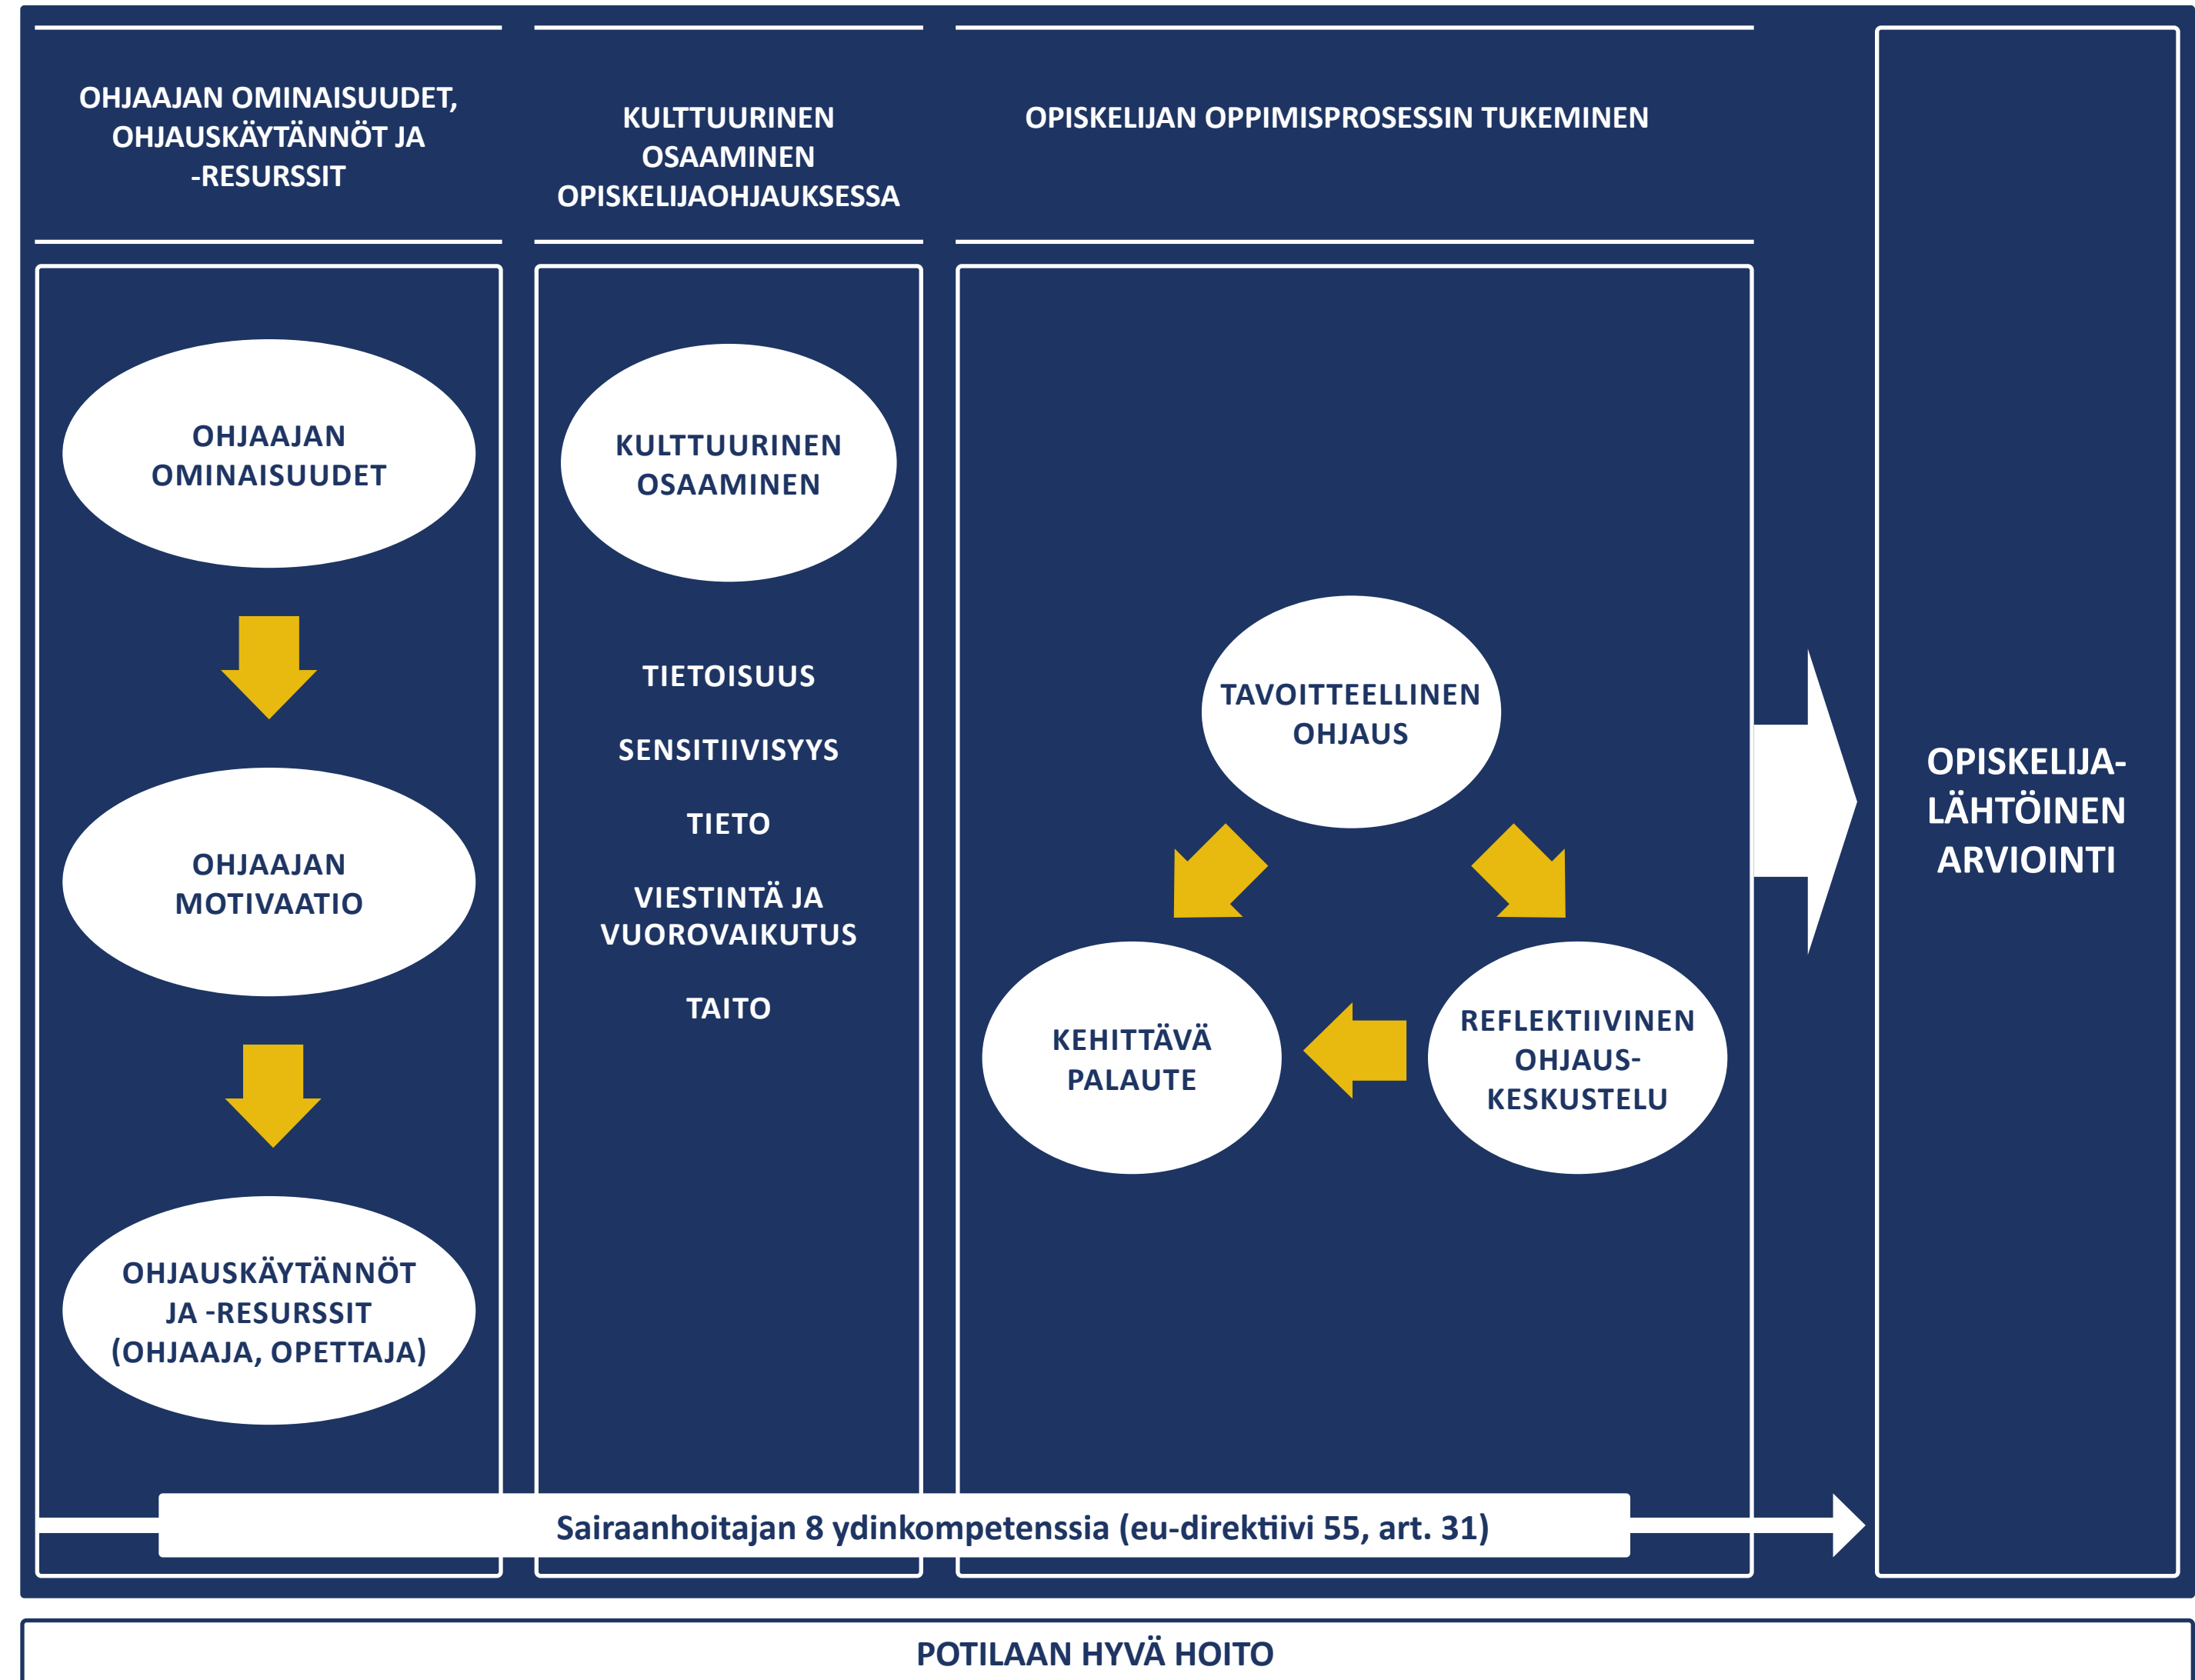 OHJAAJAN OMINAISUUDET,
OHJAUSKÄYTÄNNÖT JA
-RESURSSIT
KULTTUURINEN
OSAAMINEN
OPISKELIJAOHJAUKSESSA
OPISKELIJAN OPPIMISPROSESSIN TUKEMINEN
OHJAAJAN
OMINAISUUDET
OHJAAJAN
MOTIVAATIO
OHJAUSKÄYTÄNNÖT
JA -RESURSSIT
(OHJAAJA, OPETTAJA)
KULTTUURINEN
OSAAMINEN
TIETOISUUS
SENSITIIVISYYS
TIETO
VIESTINTÄ JA
VUOROVAIKUTUS
TAITO
TAVOITTEELLINEN
OHJAUS
KEHITTÄVÄ
PALAUTE
REFLEKTIIVINEN
OHJAUS-
KESKUSTELU
OPISKELIJA-
LÄHTÖINEN
ARVIOINTI
Sairaanhoitajan 8 ydinkompetenssia (eu-direktiivi 55, art. 31)
POTILAAN HYVÄ HOITO